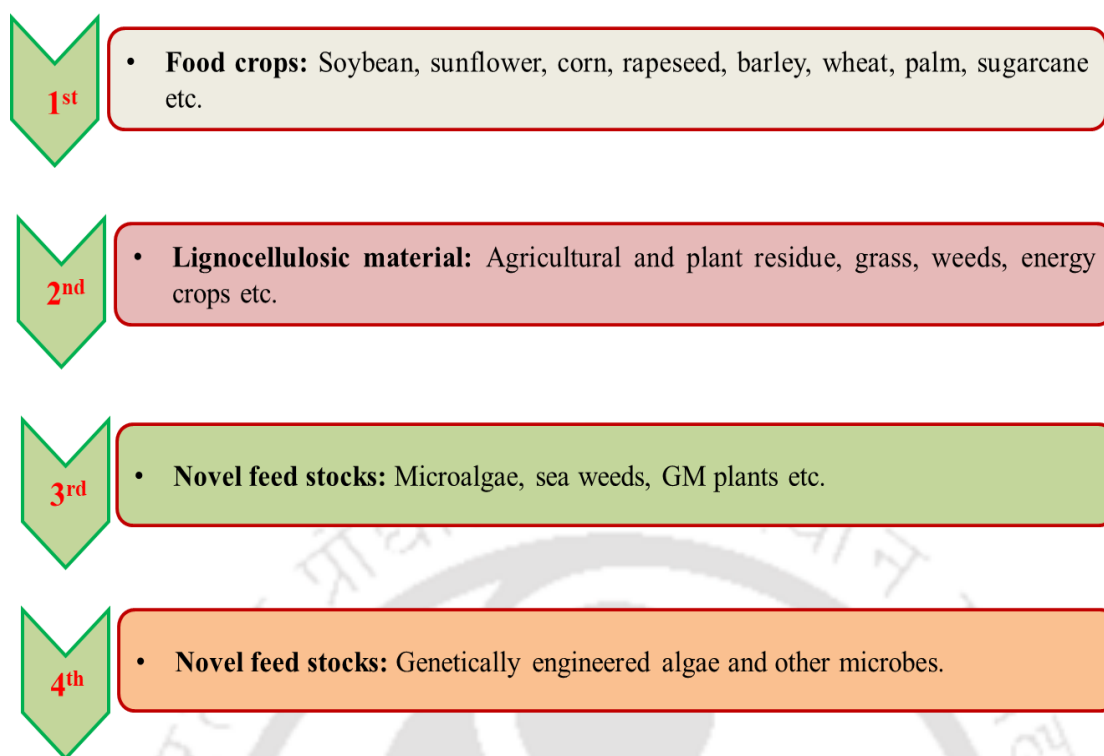 1st
• Food crops: Soybean, sunflower, corn, rapeseed, barley, wheat, palm, sugarcane
etc.
2nd
• Lignocellulosic material: Agricultural and plant residue, grass, weeds, energy
crops etc.
3rd
• Novel feed stocks: Microalgae, sea weeds, GM plants etc.
4th
• Novel feed stocks: Genetically engineered algae and other microbes.